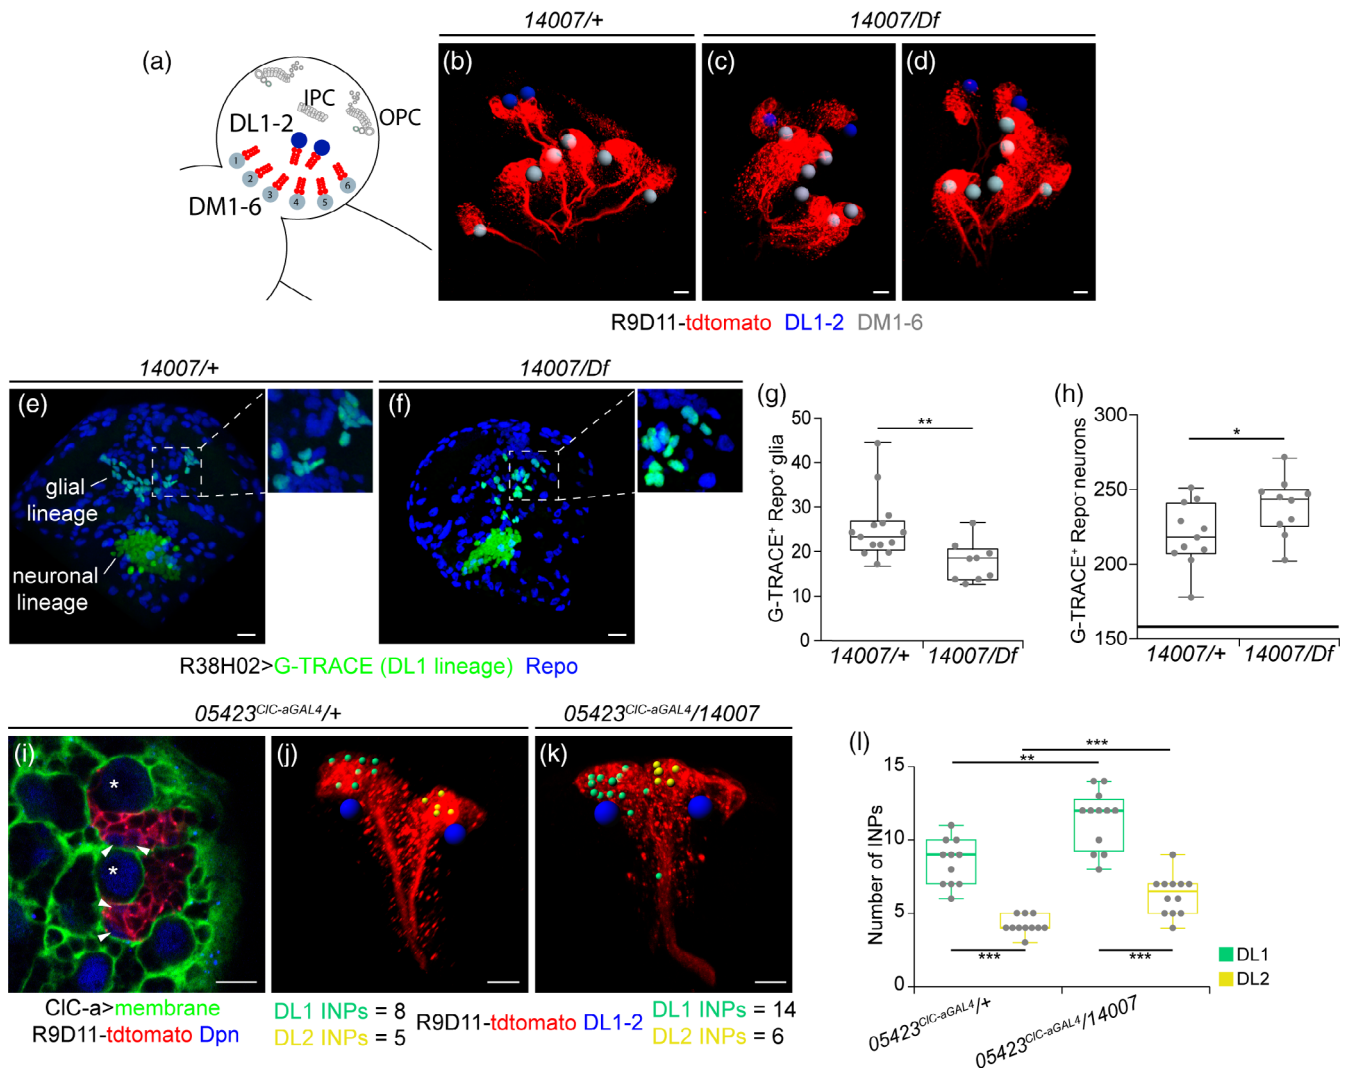 14007/+
14007/Df
(a)
IPC
OPC
DL1-2
DM1-6
1
2
3
4
5
6
(b)
(c)
(d)
R9D11-tdtomato DL1-2 DM1-6
14007/+
14007/Df
(e)
glial
lineage
neuronal
lineage
(f)
R38H02>G-TRACE (DL1 lineage) Repo
(g)
G-TRACE+ Repo+ glia
50
40
30
20
10
0
**
14007/+
14007/Df
(h)
G-TRACE+ Repo- neurons
300
250
200
150
*
14007/+
14007/Df
05423ClC-aGAL4/+
05423ClC-aGAL4/14007
(i)
*
*
ClC-a>membrane
R9D11-tdtomato Dpn
(j)
DL1 INPs = 8
DL2 INPs = 5
R9D11-tdtomato DL1-2
(k)
DL1 INPs = 14
DL2 INPs = 6
(l)
Number of INPs
15
10
5
0
***
**
***
***
05423ClC-aGAL4/+
05423ClC-aGAL4/14007
DL1
DL2